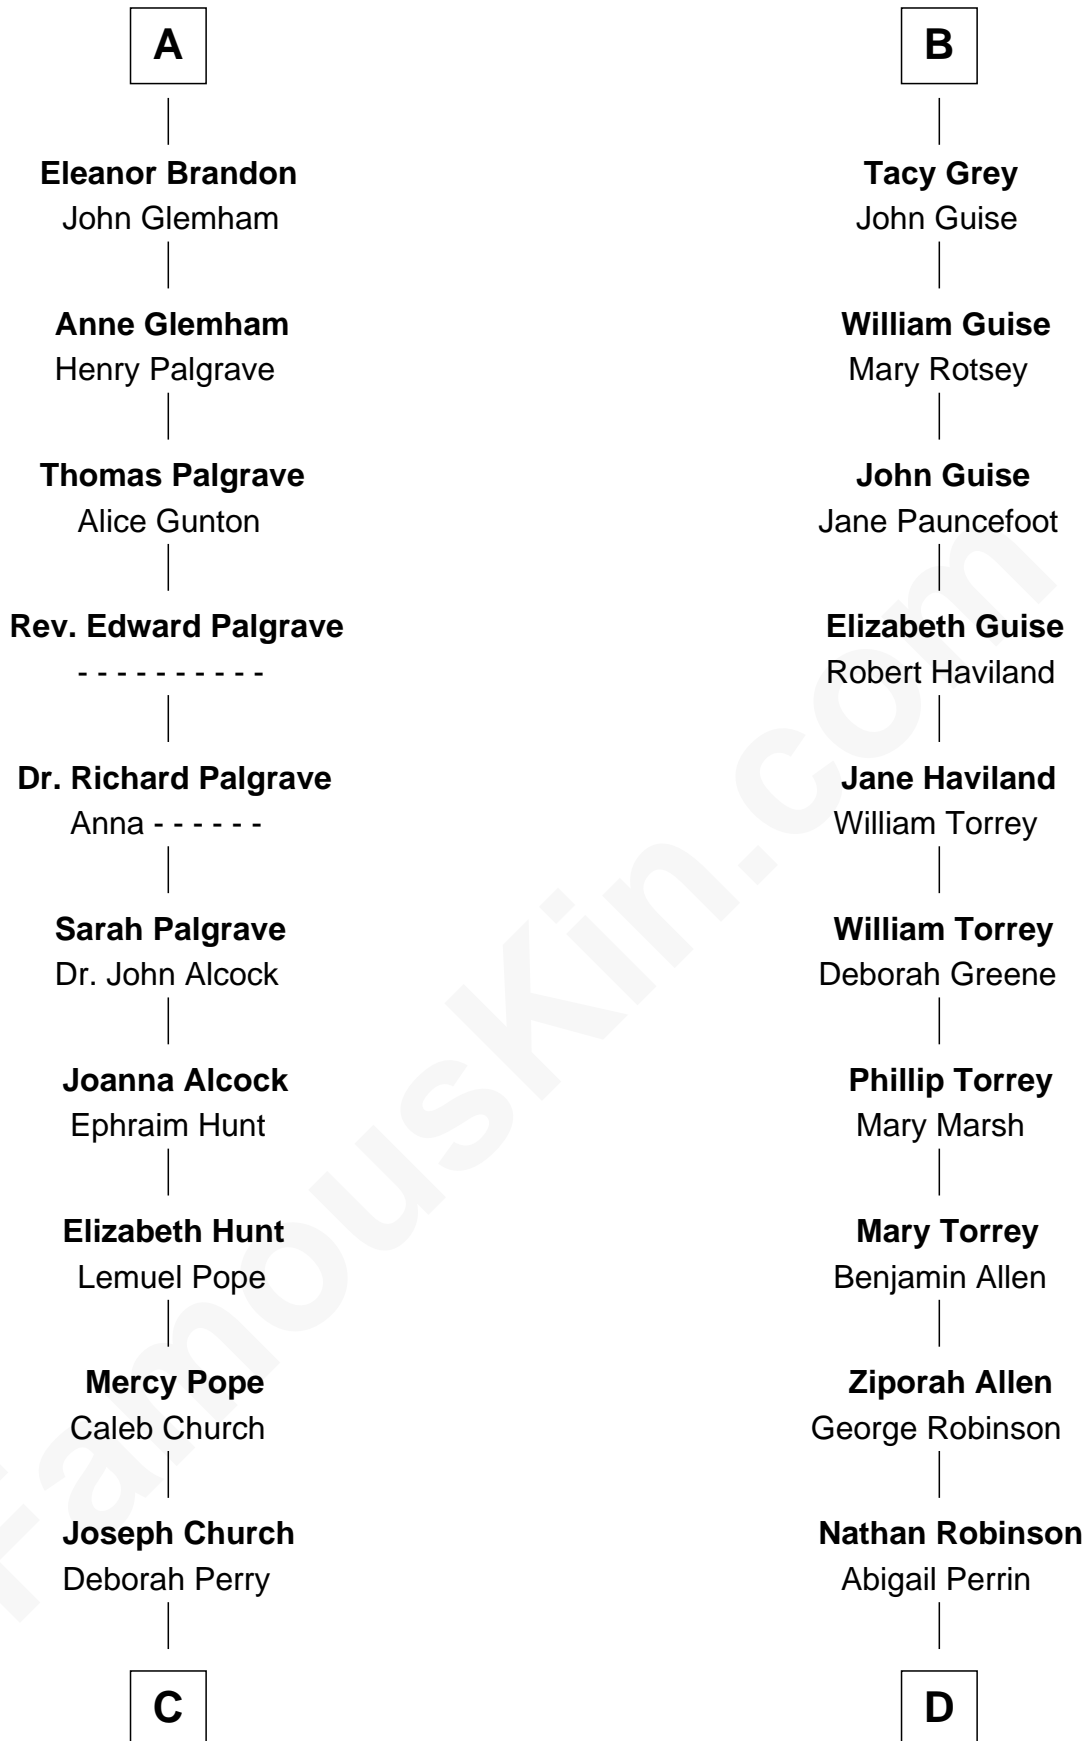 A
Eleanor Brandon
John Glemham
Anne Glemham
Henry Palgrave
Thomas Palgrave
Alice Gunton
Rev. Edward Palgrave
- - - - - - - - - -
Dr. Richard Palgrave
Anna - - - - - -
Sarah Palgrave
Dr. John Alcock
Joanna Alcock
Ephraim Hunt
Elizabeth Hunt
Lemuel Pope
Mercy Pope
Caleb Church
Joseph Church
Deborah Perry
C
B
Tacy Grey
John Guise
William Guise
Mary Rotsey
John Guise
Jane Pauncefoot
Elizabeth Guise
Robert Haviland
Jane Haviland
William Torrey
William Torrey
Deborah Greene
Phillip Torrey
Mary Marsh
Mary Torrey
Benjamin Allen
Ziporah Allen
George Robinson
Nathan Robinson
Abigail Perrin
D
FamousKin.com